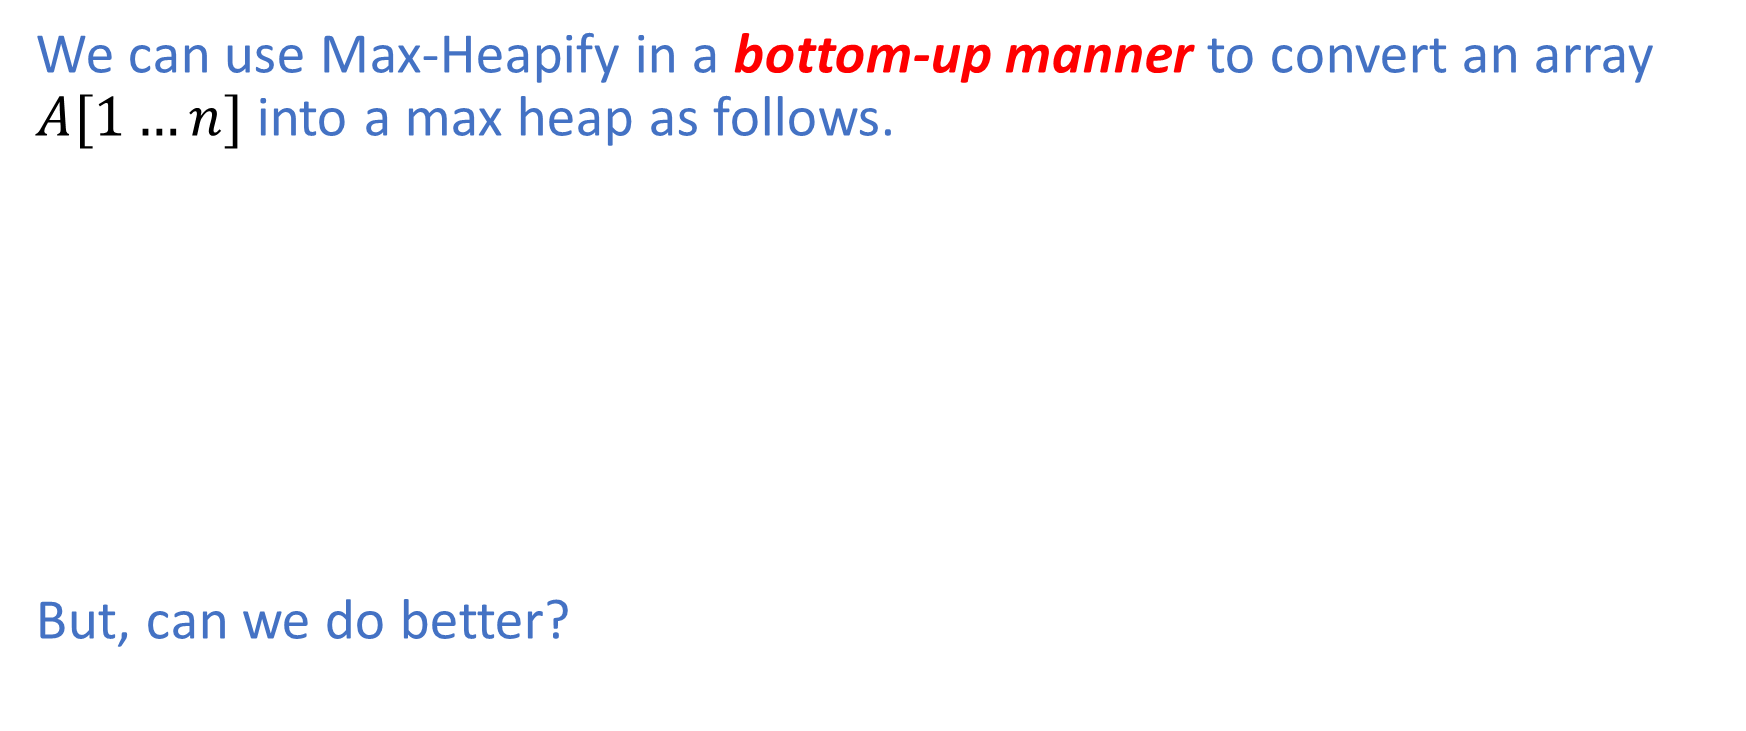 We can use Max-Heapify in a bottom-up manner to convert an array
A[1 … n] into a max heap as follows.
But, can we do better?